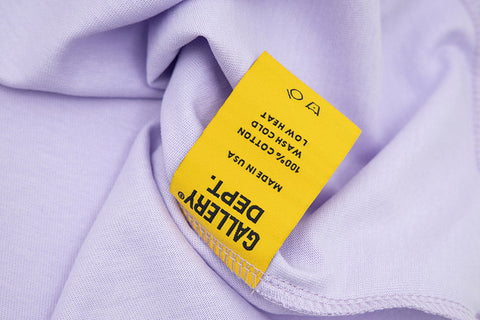 GALLERY®
DEPT.
MADE IN USA
100% COTTON
WASH COLD
LOW HEAT